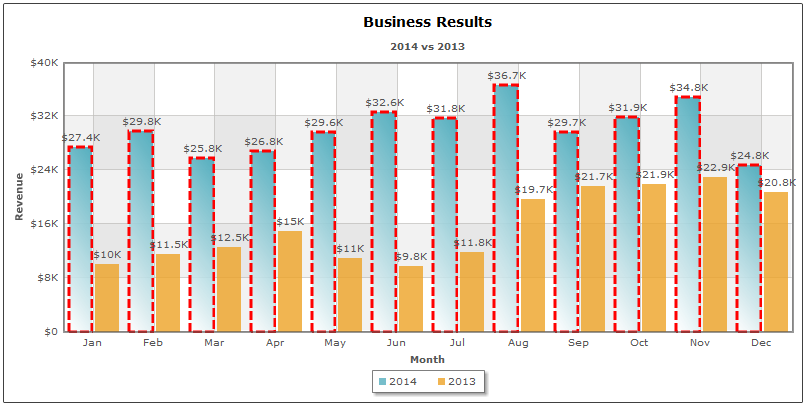 Business Results
2014 vs 2013
$40K
$32K
$24K
$16K
$8K
$0
Revenue
$27.4K $29.8K $25.8K $26.8K $29.6K $32.6K $31.8K $36.7K $29.7K $31.9K $34.8K $24.8K
$10K $11.5K $12.5K $15K $11K $9.8K $11.8K $19.7K $21.7K $21.9K $22.9K $20.8K
Jan Feb Mar Apr May Jun Jul Aug Sep Oct Nov Dec
Month
2014 2013